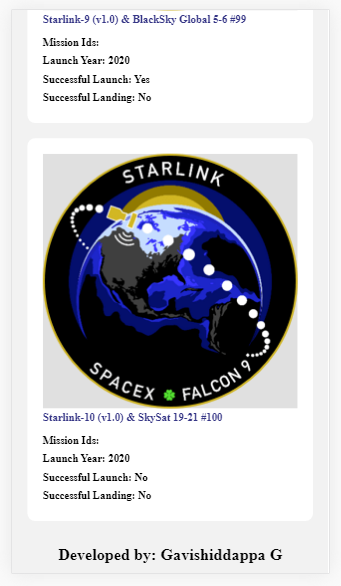 Starlink-9 (v1.0) & BlackSky Global 5-6 #99
Mission Ids:
Launch Year: 2020
Successful Launch: Yes
Successful Landing: No
STARLINK
SPACEX FALCON 9
Starlink-10 (v1.0) & SkySat 19-21 #100
Mission Ids:
Launch Year: 2020
Successful Launch: No
Successful Landing: No
Developed by: Gavishiddappa G